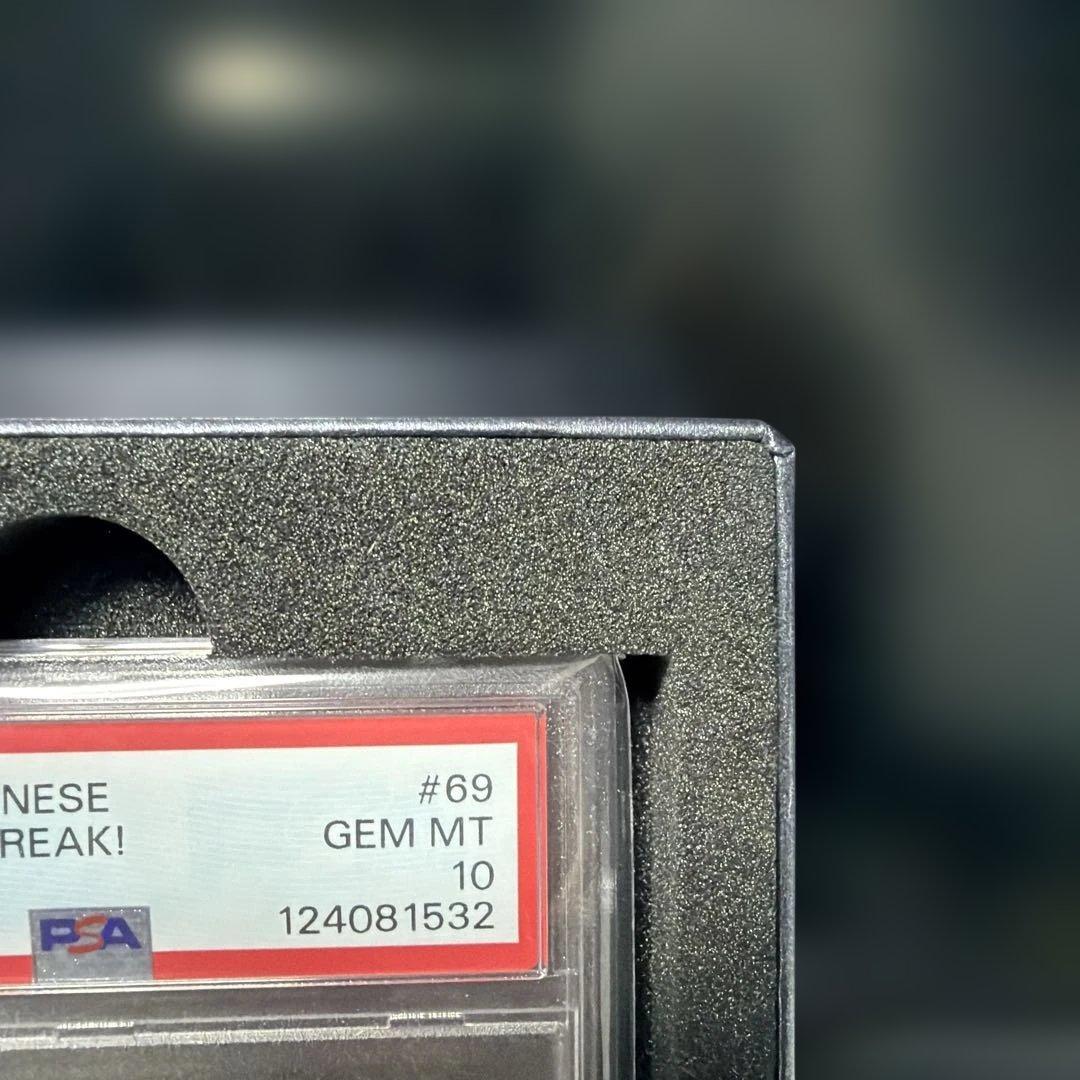 NESE
REAK!
#69
GEM MT
10
124081532
PSA